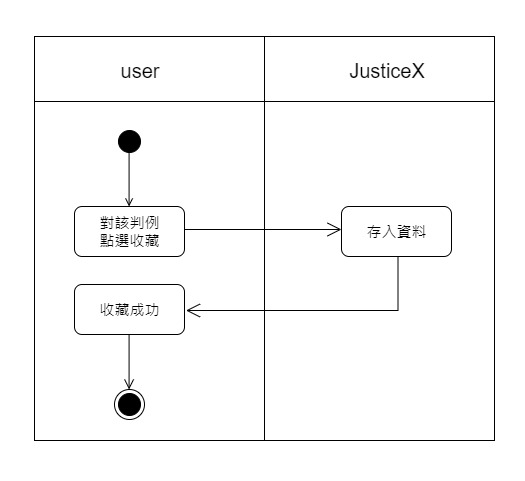 user
JusticeX
對該判例
點選收藏
存入資料
收藏成功